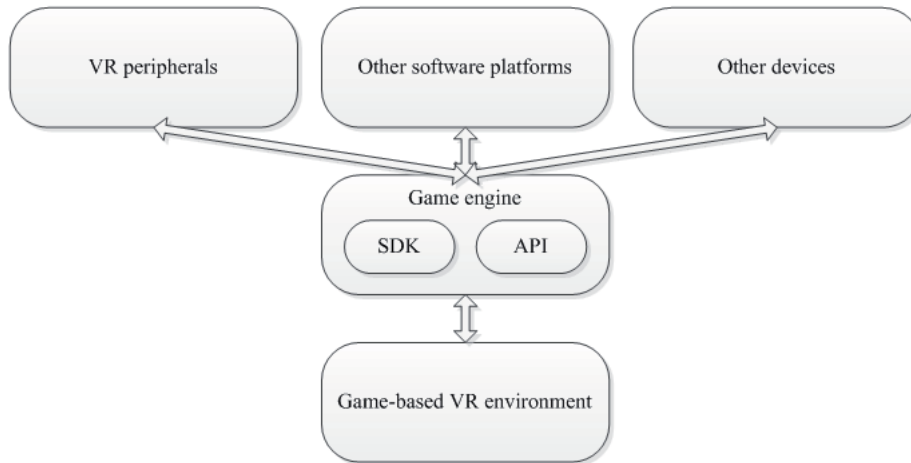 VR peripherals
Other software platforms
Other devices
Game engine
SDK
API
Game-based VR environment